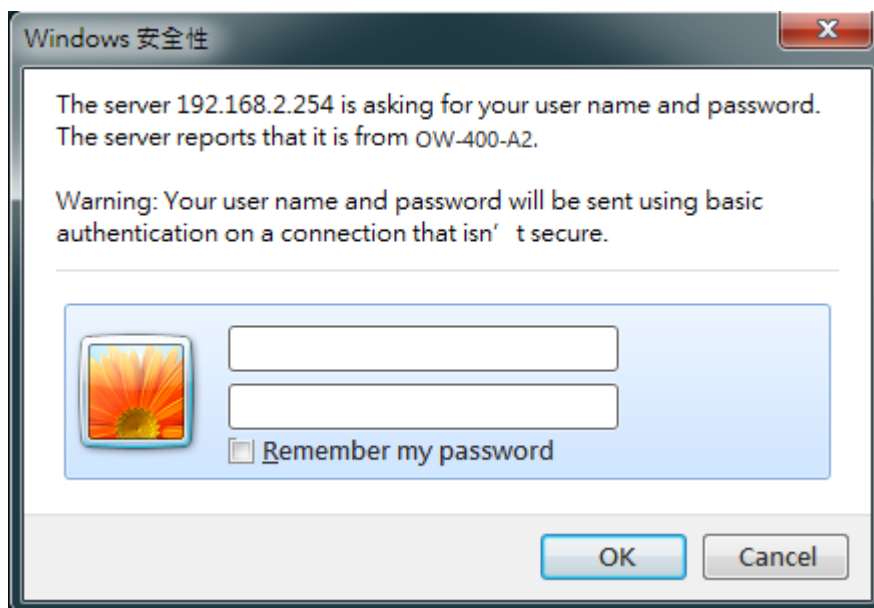 Windows 安全性
The server 192.168.2.254 is asking for your user name and password.
The server reports that it is from OW-400-A2.
Warning: Your user name and password will be sent using basic
authentication on a connection that isn′ t secure.
Remember my password
OK
Cancel